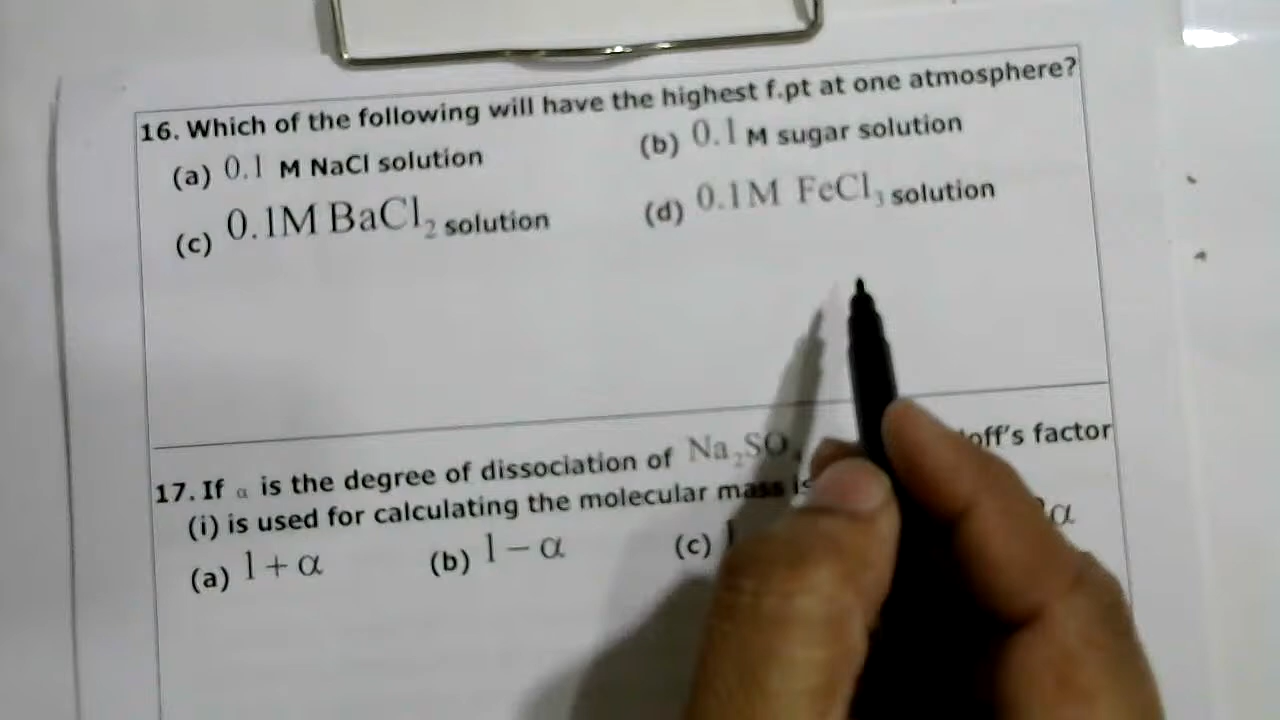 16. Which of the following will have the highest f.pt at one atmosphere?
(a) 0.1 M NaCl solution (b) 0.1 M sugar solution
(c) 0.1M BaCl₂ solution (d) 0.1M FeCl₃ solution
17. If α is the degree of dissociation of Na₂SO₄ off's factor
(i) is used for calculating the molecular mass is
(a) 1 + α (b) 1 − α (c) α